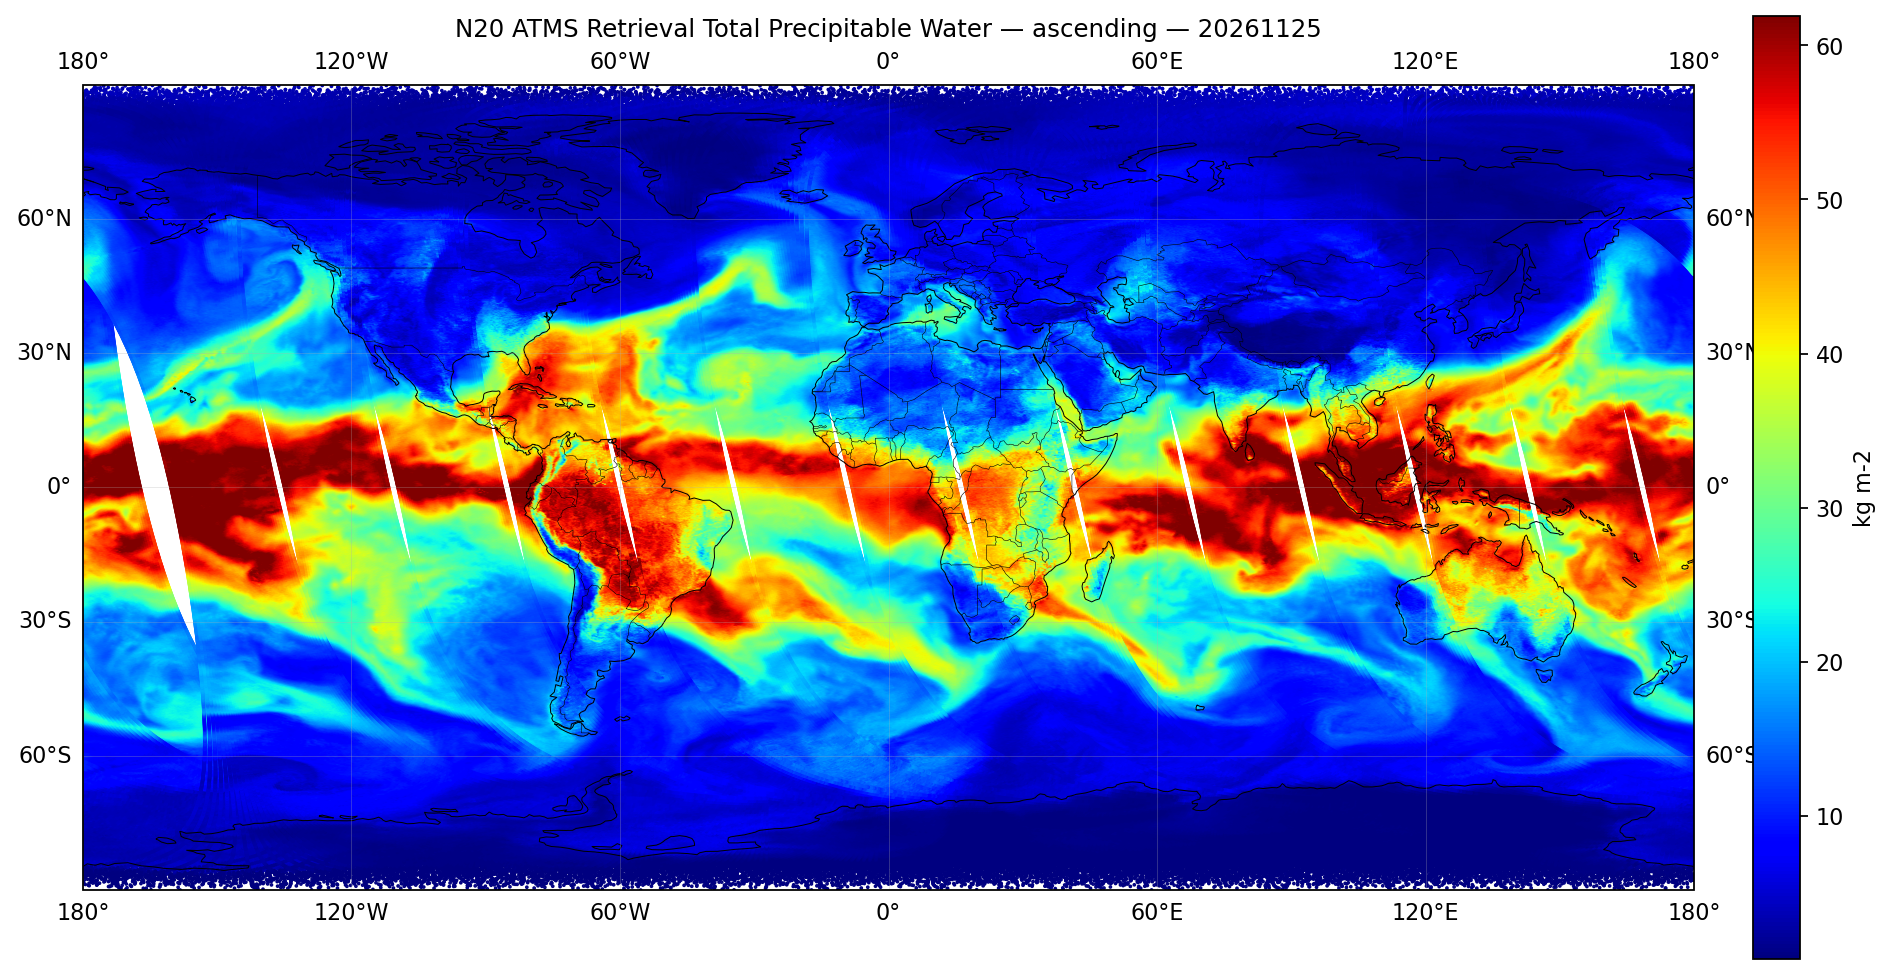 N20 ATMS Retrieval Total Precipitable Water — ascending — 20261125
180° 120°W 60°W 0° 60°E 120°E 180°
60
60°N 60°N
50
30°N 30°N
40
0° 0°
30
kg m-2
30°S 30°S
20
60°S 60°S
10
180° 120°W 60°W 0° 60°E 120°E 180°